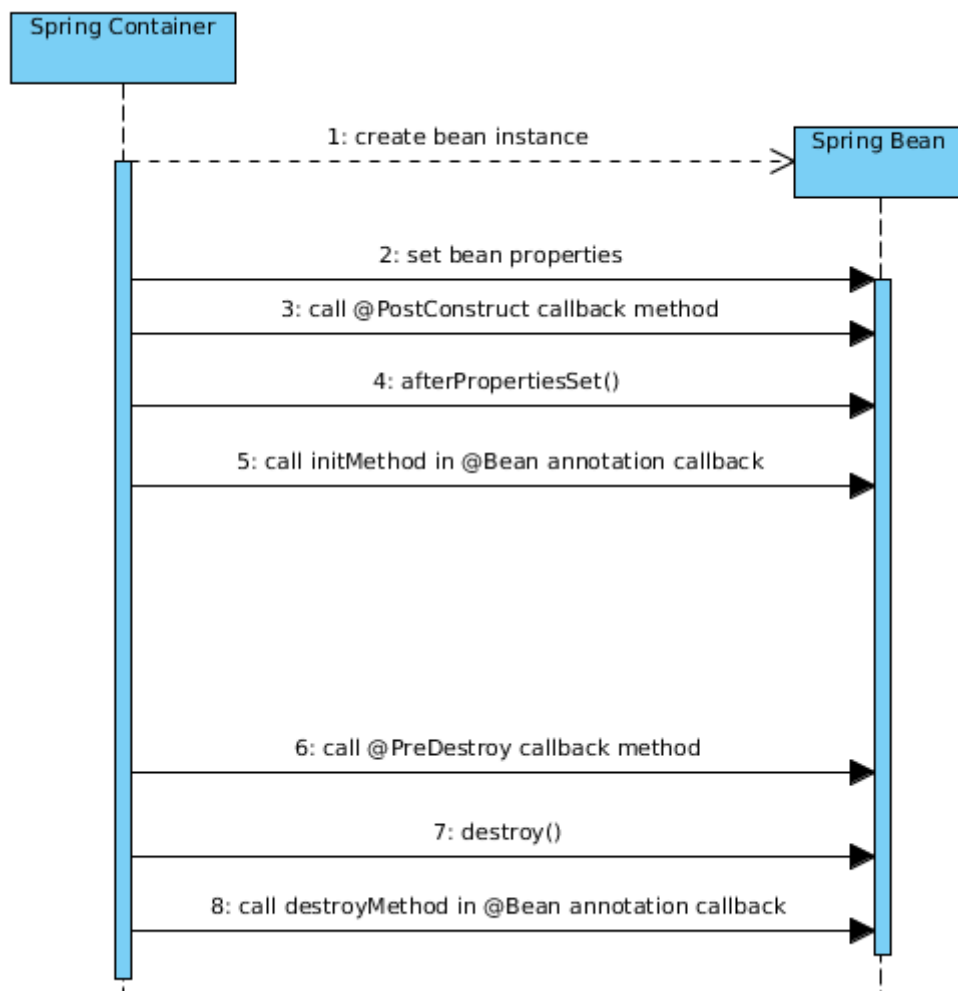 Spring Container
1: create bean instance
Spring Bean
2: set bean properties
3: call @PostConstruct callback method
4: afterPropertiesSet()
5: call initMethod in @Bean annotation callback
6: call @PreDestroy callback method
7: destroy()
8: call destroyMethod in @Bean annotation callback